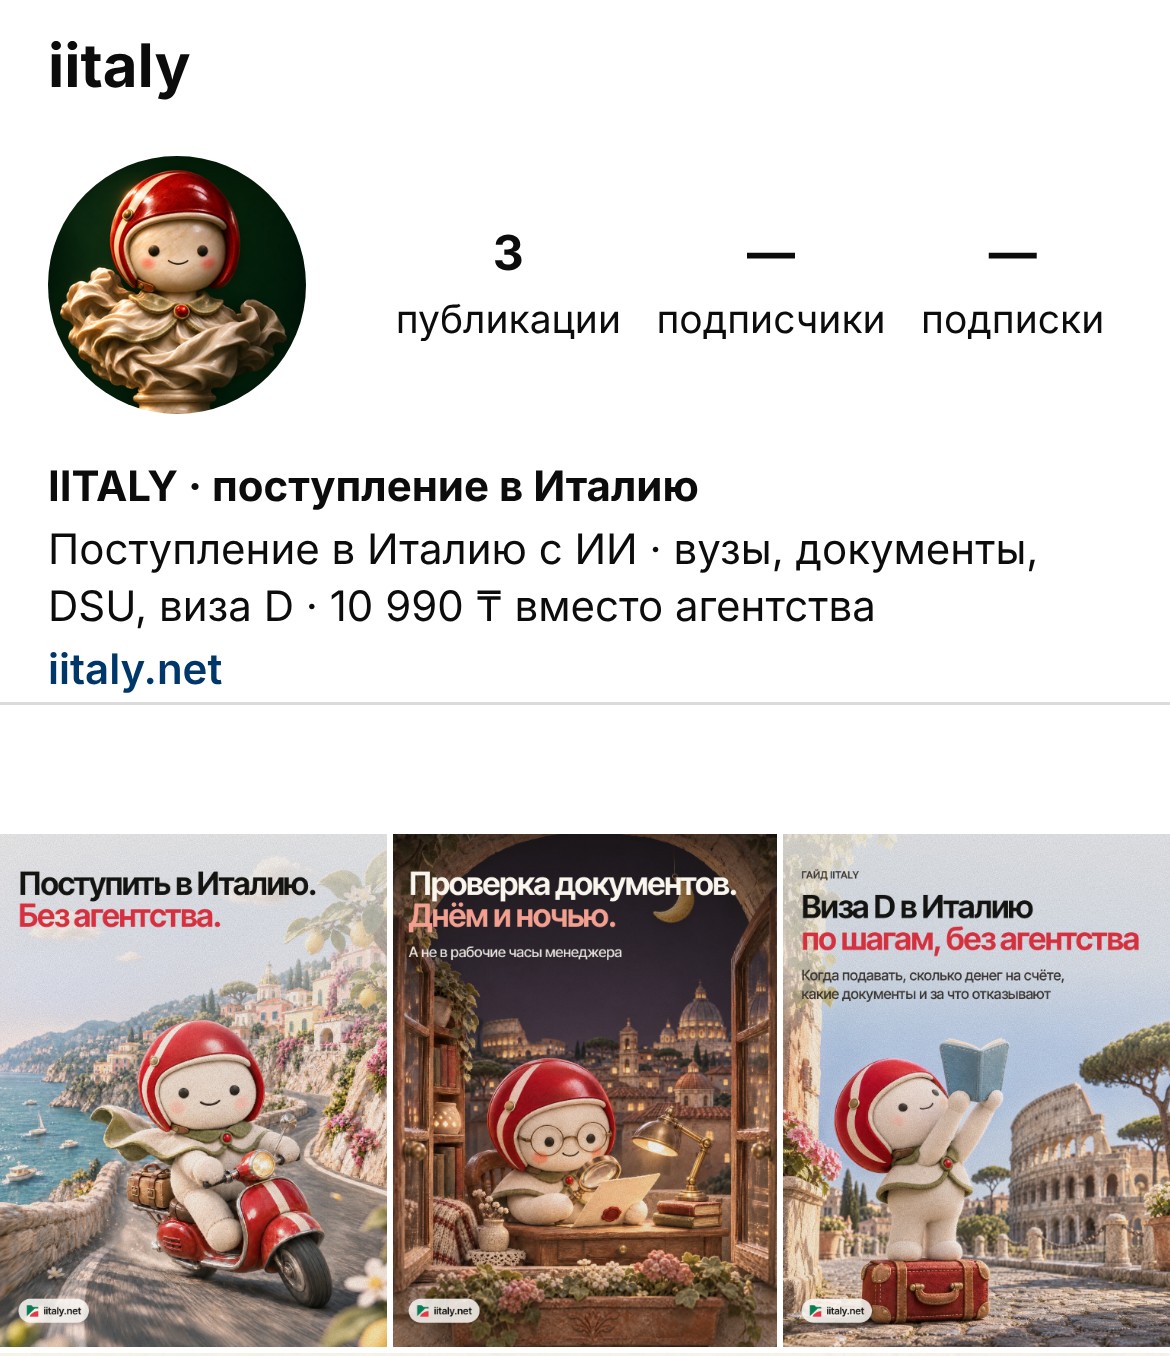 iitaly
3
—
—
публикации
подписчики
подписки
IITALY · поступление в Италию
Поступление в Италию с ИИ · вузы, документы,
DSU, виза D · 10 990 ₸ вместо агентства
iitaly.net
Поступить в Италию.
Без агентства.
iitaly.net
Проверка документов.
Днём и ночью.
А не в рабочие часы менеджера
iitaly.net
ГАЙД IITALY
Виза D в Италию
по шагам, без агентства
Когда подавать, сколько денег на счёте,
какие документы и за что отказывают
iitaly.net